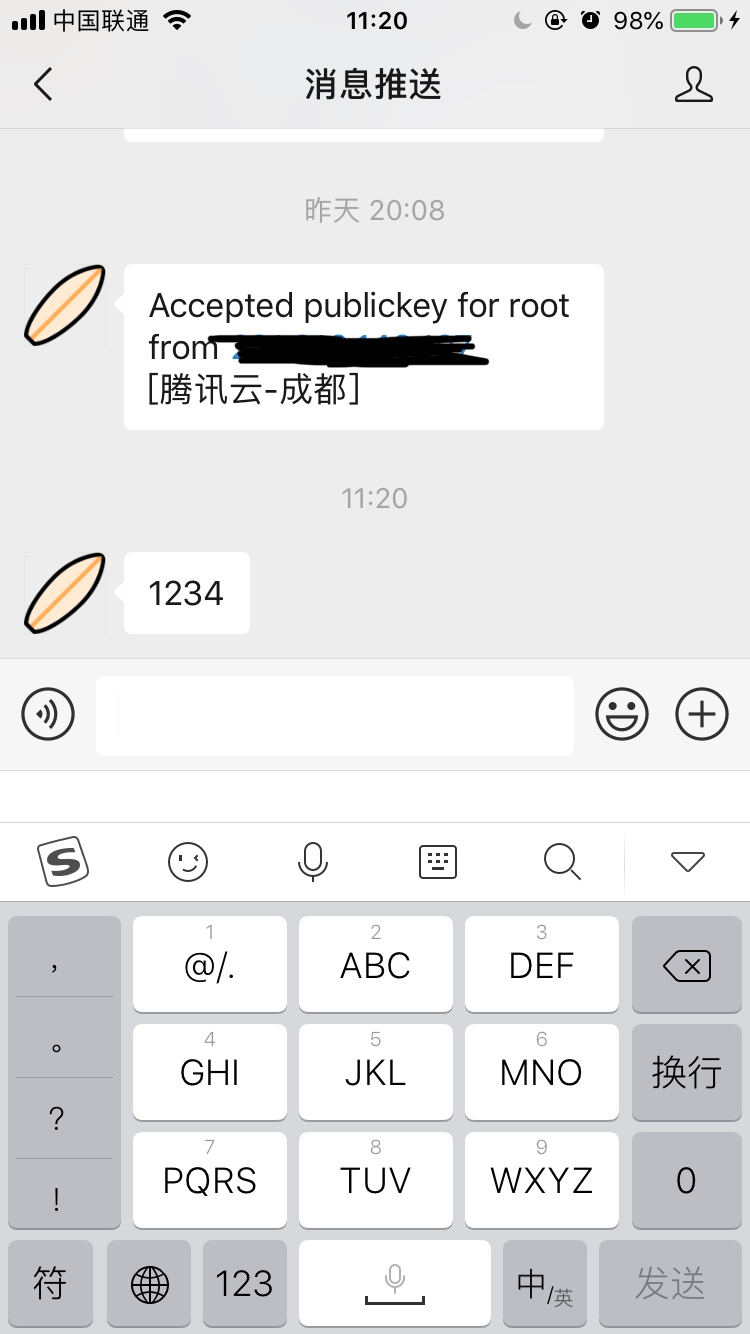 中国联通 11:20 98%
消息推送
昨天 20:08
Accepted publickey for root
from
[腾讯云-成都]
11:20
1234
S
, 1 2 3
@/. ABC DEF
。 4 5 6
GHI JKL MNO 换行
? 7 8 9
PQRS TUV WXYZ 0
!
符 123 中/英 发送